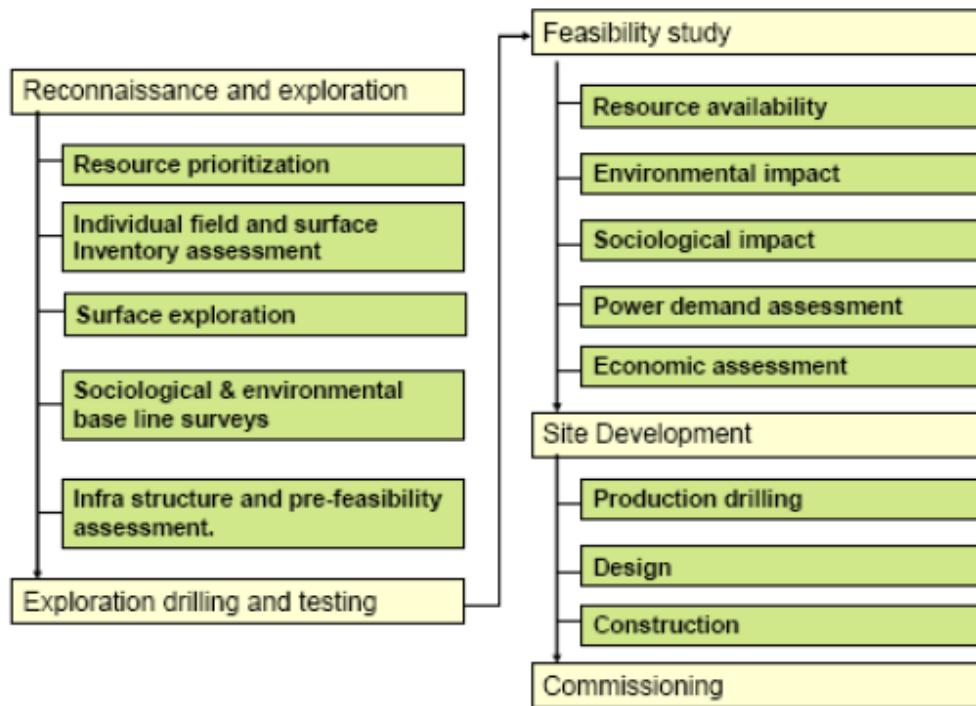 Reconnaissance and exploration
Resource prioritization
Individual field and surface
Inventory assessment
Surface exploration
Sociological & environmental
base line surveys
Infra structure and pre-feasibility
assessment.
Exploration drilling and testing
Feasibility study
Resource availability
Environmental impact
Sociological impact
Power demand assessment
Economic assessment
Site Development
Production drilling
Design
Construction
Commissioning